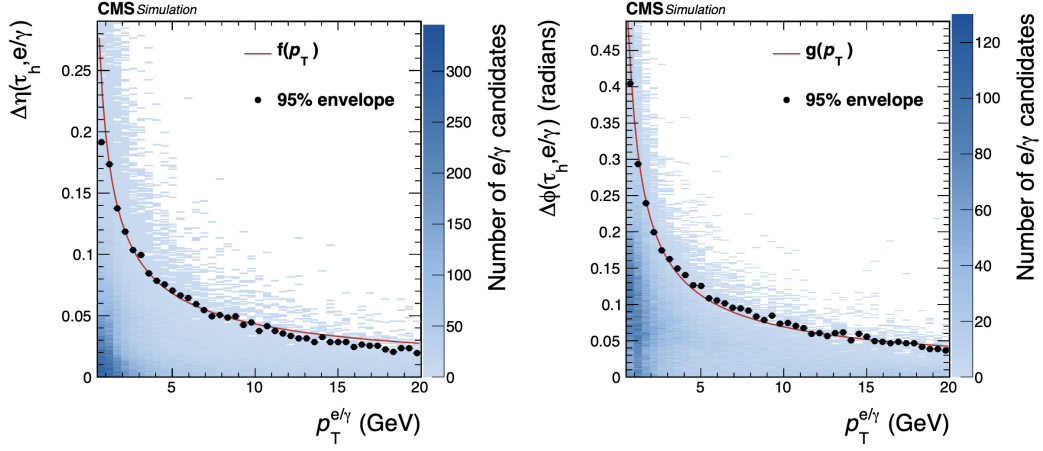 CMS Simulation
f(pT)
95% envelope
Δη(τh, e/γ)
0.25
0.2
0.15
0.1
0.05
0
5 10 15 20
pT^e/γ (GeV)
300
250
200
150
100
50
0
Number of e/γ candidates
CMS Simulation
g(pT)
95% envelope
Δϕ(τh, e/γ) (radians)
0.45
0.4
0.35
0.3
0.25
0.2
0.15
0.1
0.05
0
5 10 15 20
pT^e/γ (GeV)
120
100
80
60
40
20
0
Number of e/γ candidates